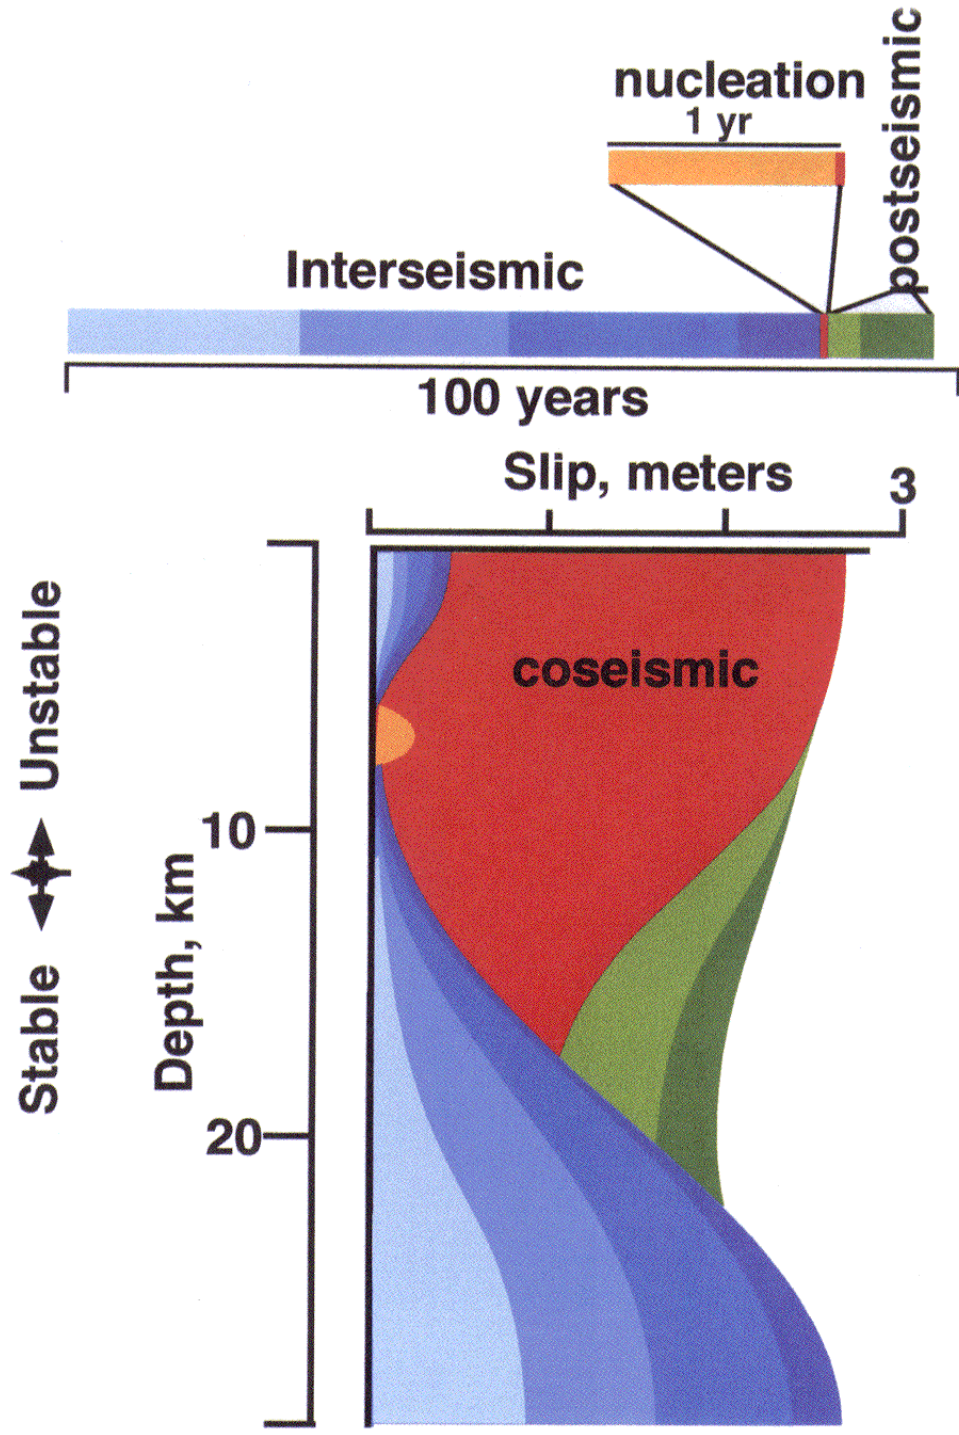 nucleation
1 yr
postseismic
Interseismic
100 years
Slip, meters
3
coseismic
Unstable
Stable
Depth, km
10
20